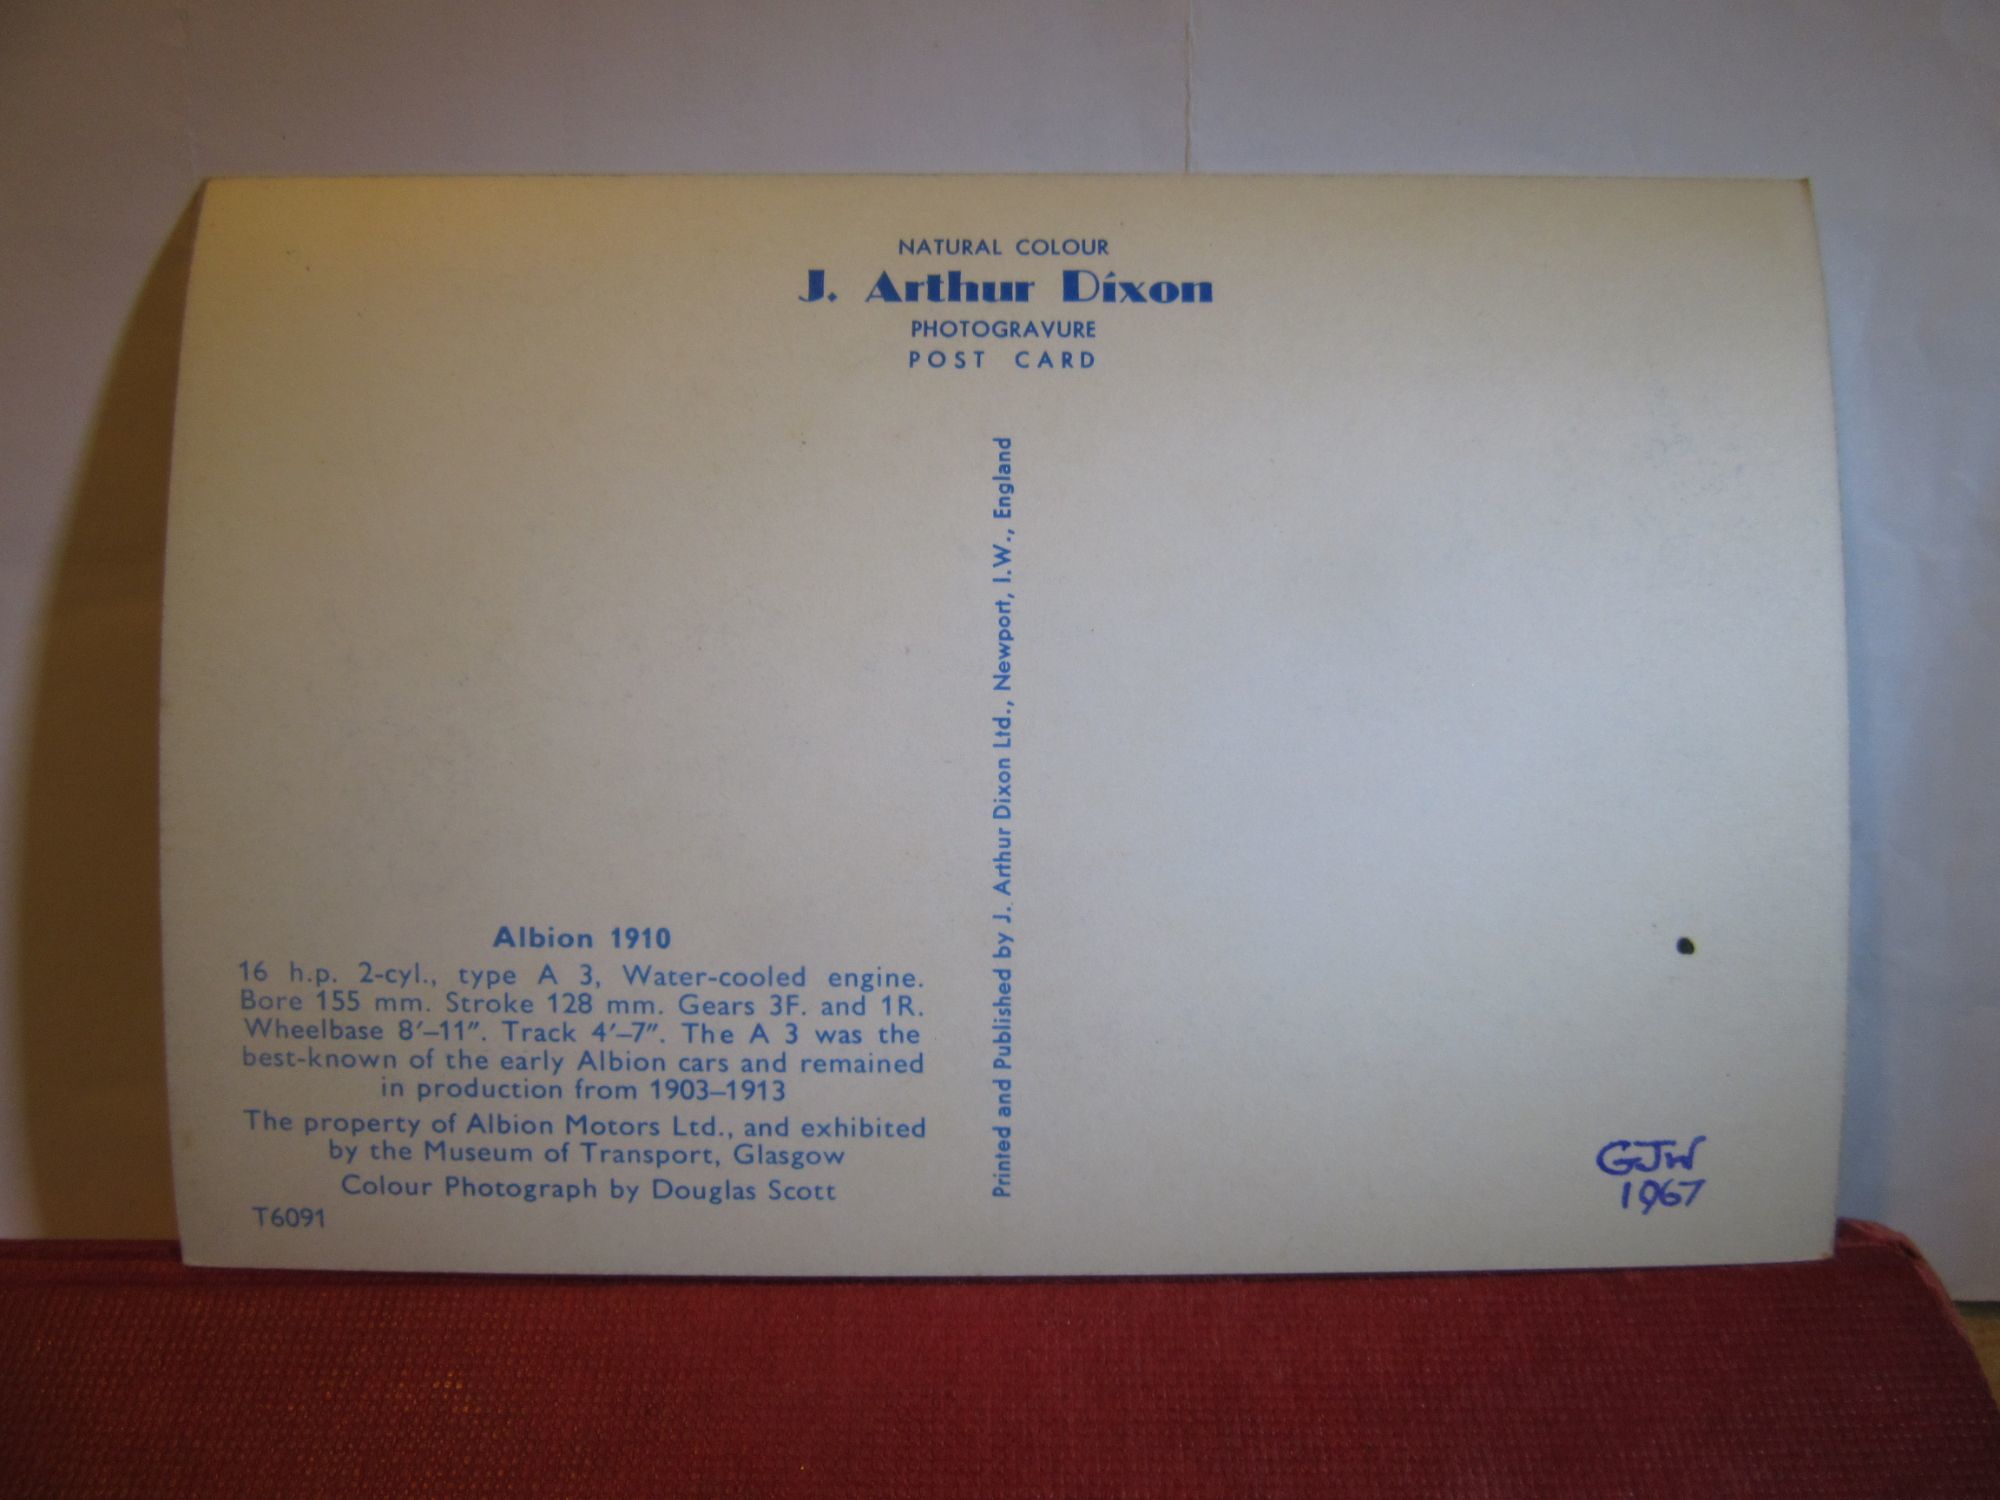 NATURAL COLOUR
J. Arthur Dixon
PHOTOGRAVURE
POST CARD
Printed and Published by J. Arthur Dixon Ltd., Newport, I.W., England
Albion 1910
16 h.p. 2-cyl., type A 3, Water-cooled engine.
Bore 155 mm. Stroke 128 mm. Gears 3F. and 1R.
Wheelbase 8′–11″. Track 4′–7″. The A 3 was the
best-known of the early Albion cars and remained
in production from 1903–1913
The property of Albion Motors Ltd., and exhibited
by the Museum of Transport, Glasgow
Colour Photograph by Douglas Scott
T6091
GJW
1967